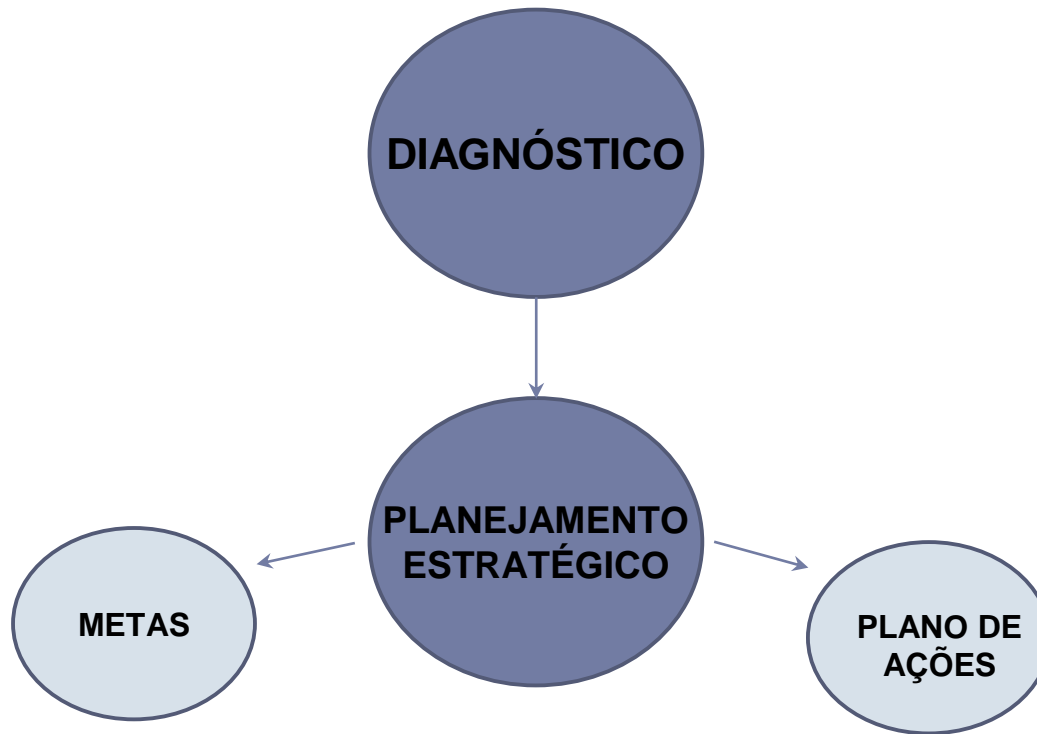 DIAGNÓSTICO
PLANEJAMENTO
ESTRATÉGICO
METAS
PLANO DE
AÇÕES